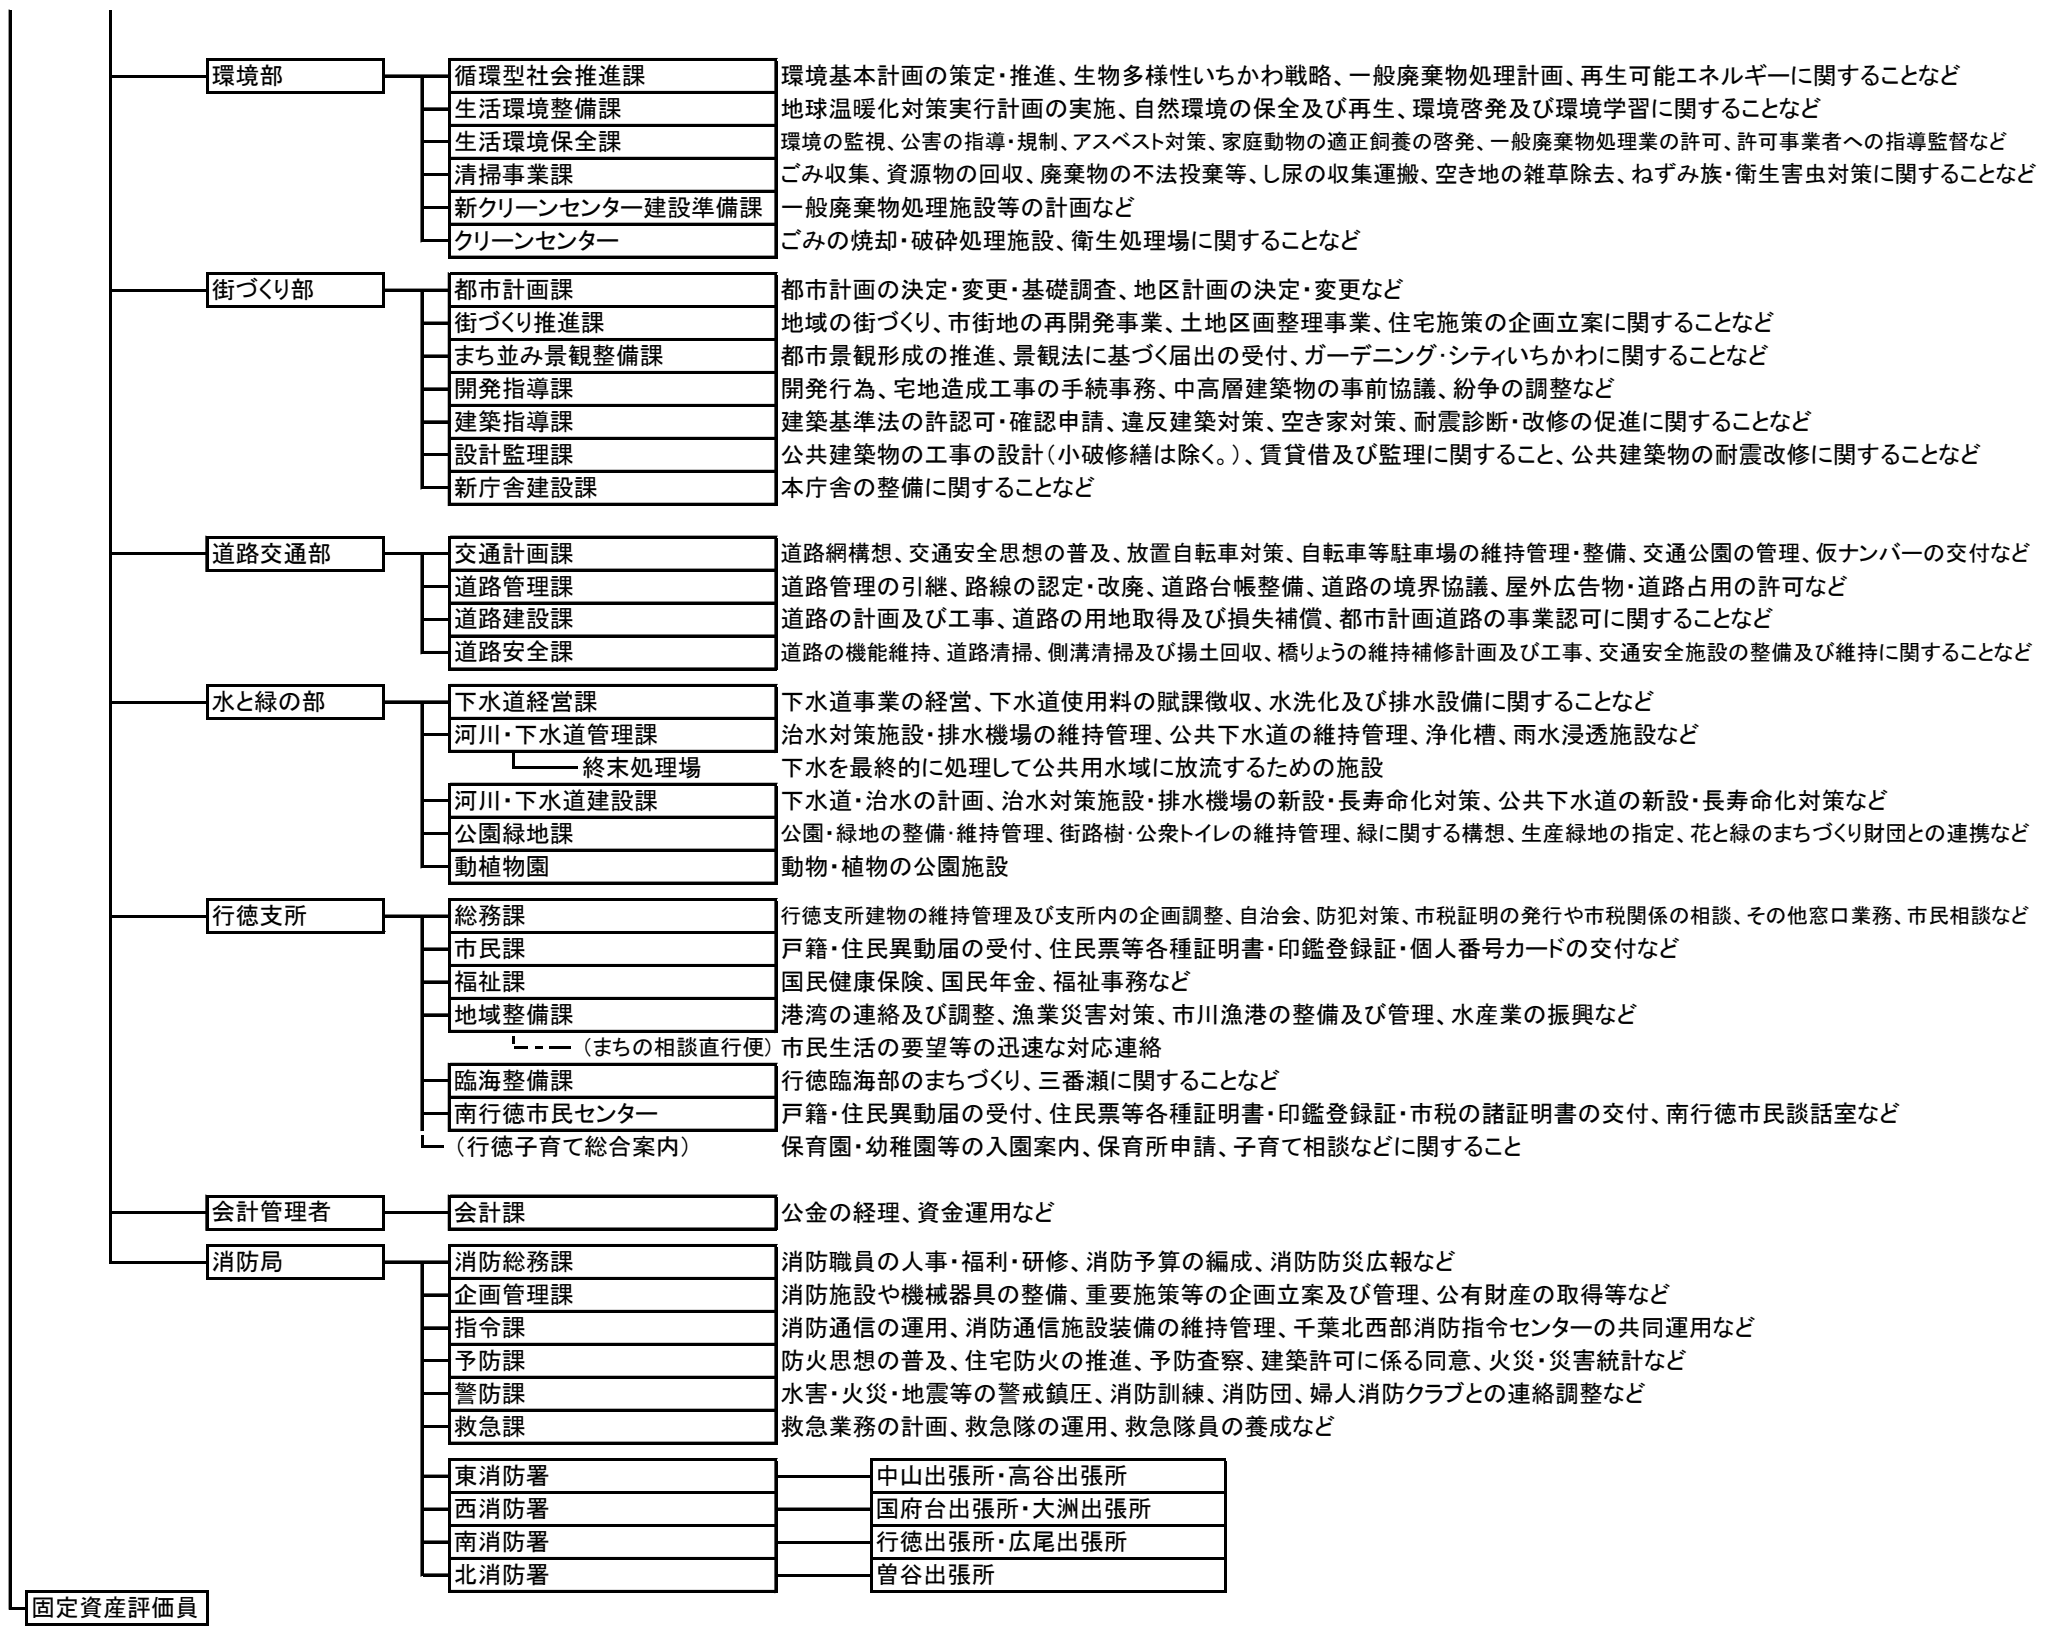 環境部 循環型社会推進課 環境基本計画の策定・推進、生物多様性いちかわ戦略、一般廃棄物処理計画、再生可能エネルギーに関することなど
生活環境整備課 地球温暖化対策実行計画の実施、自然環境の保全及び再生、環境啓発及び環境学習に関することなど
生活環境保全課 環境の監視、公害の指導・規制、アスベスト対策、家庭動物の適正飼養の啓発、一般廃棄物処理業の許可、許可事業者への指導監督など
清掃事業課 ごみ収集、資源物の回収、廃棄物の不法投棄等、し尿の収集運搬、空き地の雑草除去、ねずみ族・衛生害虫対策に関することなど
新クリーンセンター建設準備課 一般廃棄物処理施設等の計画など
クリーンセンター ごみの焼却・破砕処理施設、衛生処理場に関することなど
街づくり部 都市計画課 都市計画の決定・変更・基礎調査、地区計画の決定・変更など
街づくり推進課 地域の街づくり、市街地の再開発事業、土地区画整理事業、住宅施策の企画立案に関することなど
まち並み景観整備課 都市景観形成の推進、景観法に基づく届出の受付、ガーデニング・シティいちかわに関することなど
開発指導課 開発行為、宅地造成工事の手続事務、中高層建築物の事前協議、紛争の調整など
建築指導課 建築基準法の許認可・確認申請、違反建築対策、空き家対策、耐震診断・改修の促進に関することなど
設計監理課 公共建築物の工事の設計（小破修繕は除く。）、賃貸借及び監理に関すること、公共建築物の耐震改修に関することなど
新庁舎建設課 本庁舎の整備に関することなど
道路交通部 交通計画課 道路網構想、交通安全思想の普及、放置自転車対策、自転車等駐車場の維持管理・整備、交通公園の管理、仮ナンバーの交付など
道路管理課 道路管理の引継、路線の認定・改廃、道路台帳整備、道路の境界協議、屋外広告物・道路占用の許可など
道路建設課 道路の計画及び工事、道路の用地取得及び損失補償、都市計画道路の事業認可に関することなど
道路安全課 道路の機能維持、道路清掃、側溝清掃及び揚土回収、橋りょうの維持補修計画及び工事、交通安全施設の整備及び維持に関することなど
水と緑の部 下水道経営課 下水道事業の経営、下水道使用料の賦課徴収、水洗化及び排水設備に関することなど
河川・下水道管理課 治水対策施設・排水機場の維持管理、公共下水道の維持管理、浄化槽、雨水浸透施設など
終末処理場 下水を最終的に処理して公共用水域に放流するための施設
河川・下水道建設課 下水道・治水の計画、治水対策施設・排水機場の新設・長寿命化対策、公共下水道の新設・長寿命化対策など
公園緑地課 公園・緑地の整備・維持管理、街路樹・公衆トイレの維持管理、緑に関する構想、生産緑地の指定、花と緑のまちづくり財団との連携など
動植物園 動物・植物の公園施設
行徳支所 総務課 行徳支所建物の維持管理及び支所内の企画調整、自治会、防犯対策、市税証明の発行や市税関係の相談、その他窓口業務、市民相談など
市民課 戸籍・住民異動届の受付、住民票等各種証明書・印鑑登録証・個人番号カードの交付など
福祉課 国民健康保険、国民年金、福祉事務など
地域整備課 港湾の連絡及び調整、漁業災害対策、市川漁港の整備及び管理、水産業の振興など
（まちの相談直行便） 市民生活の要望等の迅速な対応連絡
臨海整備課 行徳臨海部のまちづくり、三番瀬に関することなど
南行徳市民センター 戸籍・住民異動届の受付、住民票等各種証明書・印鑑登録証・市税の諸証明書の交付、南行徳市民談話室など
（行徳子育て総合案内） 保育園・幼稚園等の入園案内、保育所申請、子育て相談などに関すること
会計管理者 会計課 公金の経理、資金運用など
消防局 消防総務課 消防職員の人事・福利・研修、消防予算の編成、消防防災広報など
企画管理課 消防施設や機械器具の整備、重要施策等の企画立案及び管理、公有財産の取得等など
指令課 消防通信の運用、消防通信施設装備の維持管理、千葉北西部消防指令センターの共同運用など
予防課 防火思想の普及、住宅防火の推進、予防査察、建築許可に係る同意、火災・災害統計など
警防課 水害・火災・地震等の警戒鎮圧、消防訓練、消防団、婦人消防クラブとの連絡調整など
救急課 救急業務の計画、救急隊の運用、救急隊員の養成など
東消防署 中山出張所・高谷出張所
西消防署 国府台出張所・大洲出張所
南消防署 行徳出張所・広尾出張所
北消防署 曽谷出張所
固定資産評価員